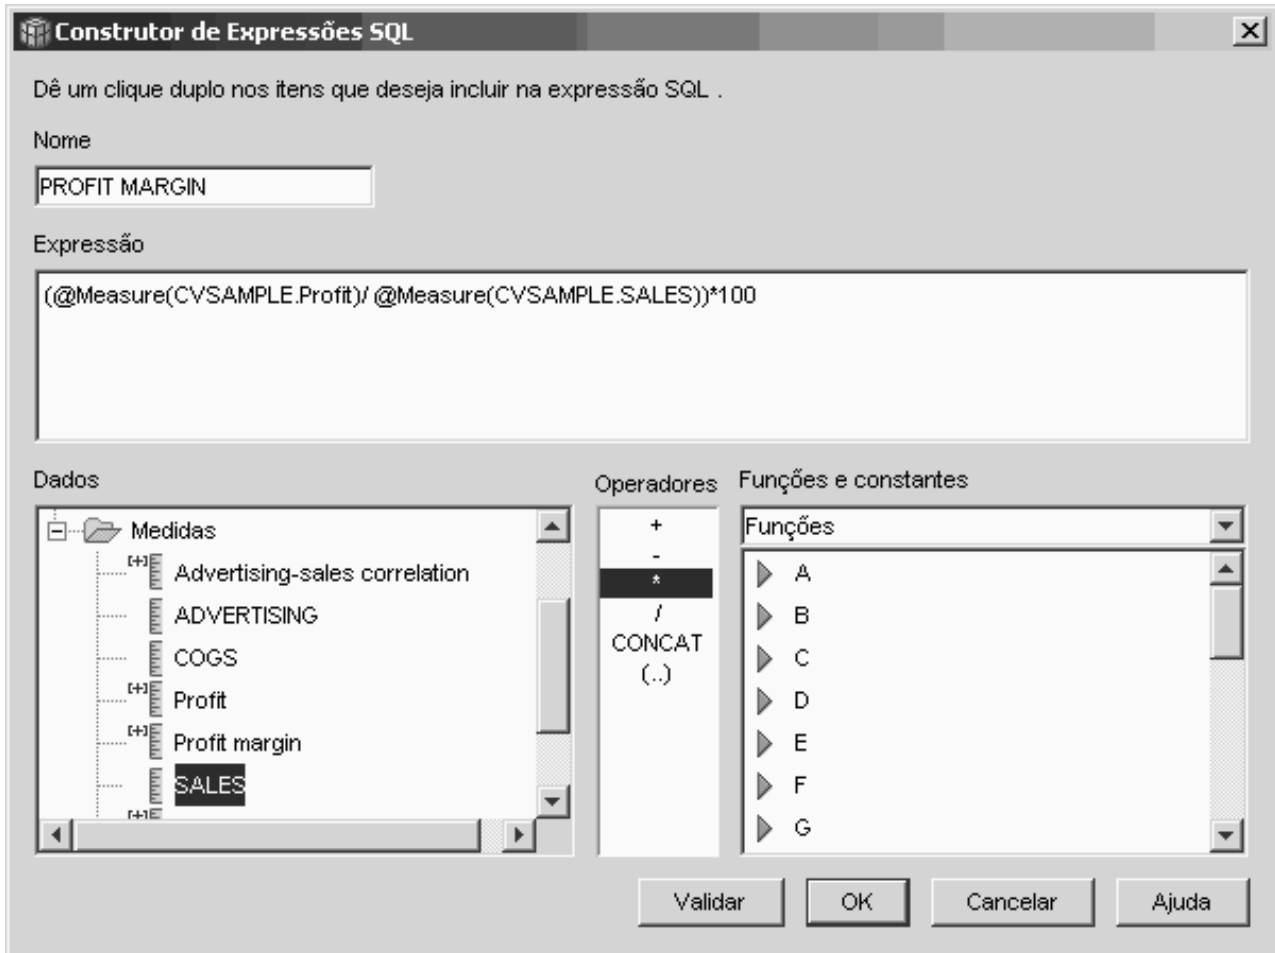 Construtor de Expressões SQL
Dê um clique duplo nos itens que deseja incluir na expressão SQL .
Nome
PROFIT MARGIN
Expressão
(@Measure(CVSAMPLE.Profit)/ @Measure(CVSAMPLE.SALES))*100
Dados
Operadores
Funções e constantes
Medidas
Advertising-sales correlation
ADVERTISING
COGS
Profit
Profit margin
SALES
+
-
*
/
CONCAT
(..)
Funções
A
B
C
D
E
F
G
Validar
OK
Cancelar
Ajuda